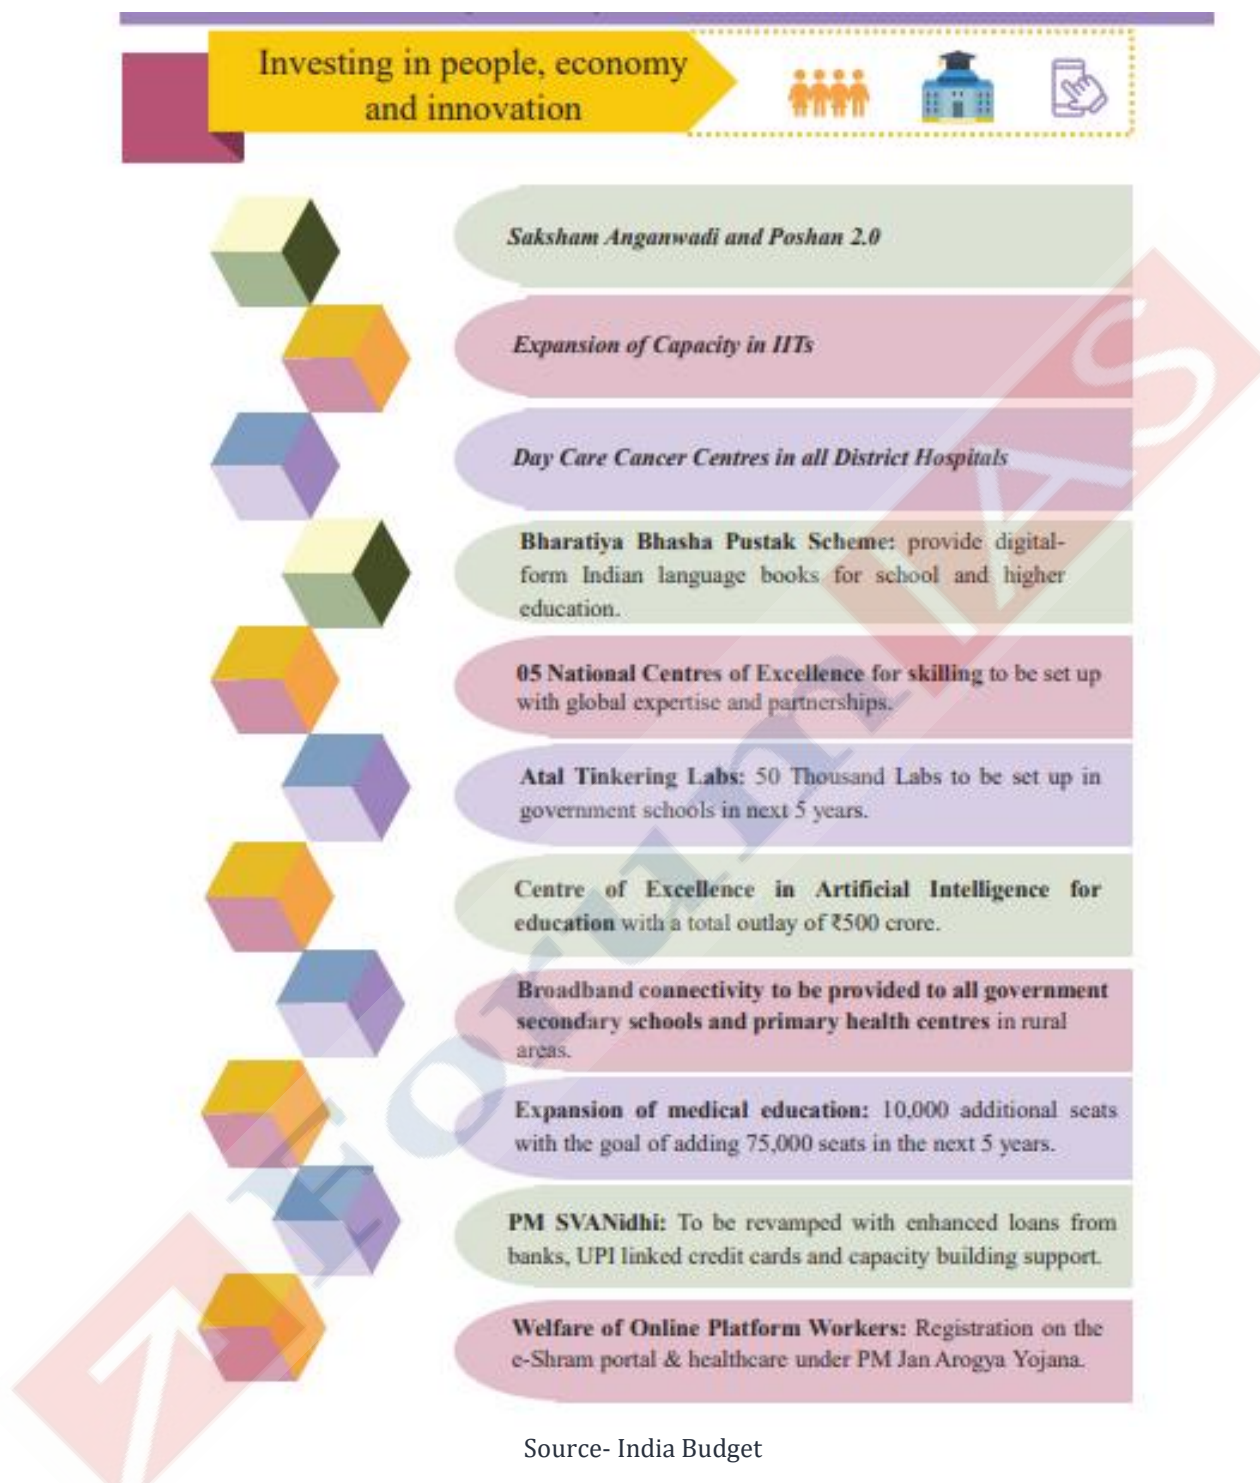 Investing in people, economy
and innovation
Saksham Anganwadi and Poshan 2.0
Expansion of Capacity in IITs
Day Care Cancer Centres in all District Hospitals
Bharatiya Bhasha Pustak Scheme: provide digital-
form Indian language books for school and higher
education.
05 National Centres of Excellence for skilling to be set up
with global expertise and partnerships.
Atal Tinkering Labs: 50 Thousand Labs to be set up in
government schools in next 5 years.
Centre of Excellence in Artificial Intelligence for
education with a total outlay of ₹500 crore.
Broadband connectivity to be provided to all government
secondary schools and primary health centres in rural
areas.
Expansion of medical education: 10,000 additional seats
with the goal of adding 75,000 seats in the next 5 years.
PM SVANidhi: To be revamped with enhanced loans from
banks, UPI linked credit cards and capacity building support.
Welfare of Online Platform Workers: Registration on the
e-Shram portal & healthcare under PM Jan Arogya Yojana.
Source- India Budget
Forum IAS